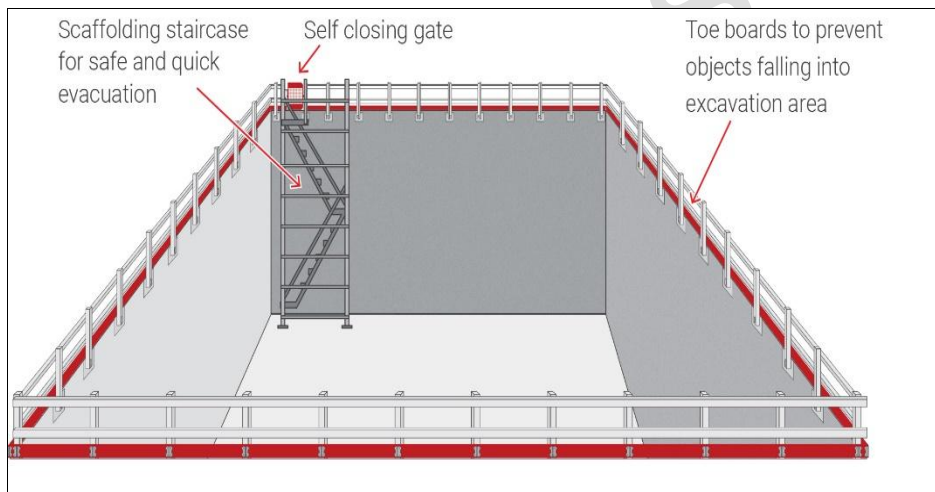 Scaffolding staircase
for safe and quick
evacuation
Self closing gate
Toe boards to prevent
objects falling into
excavation area